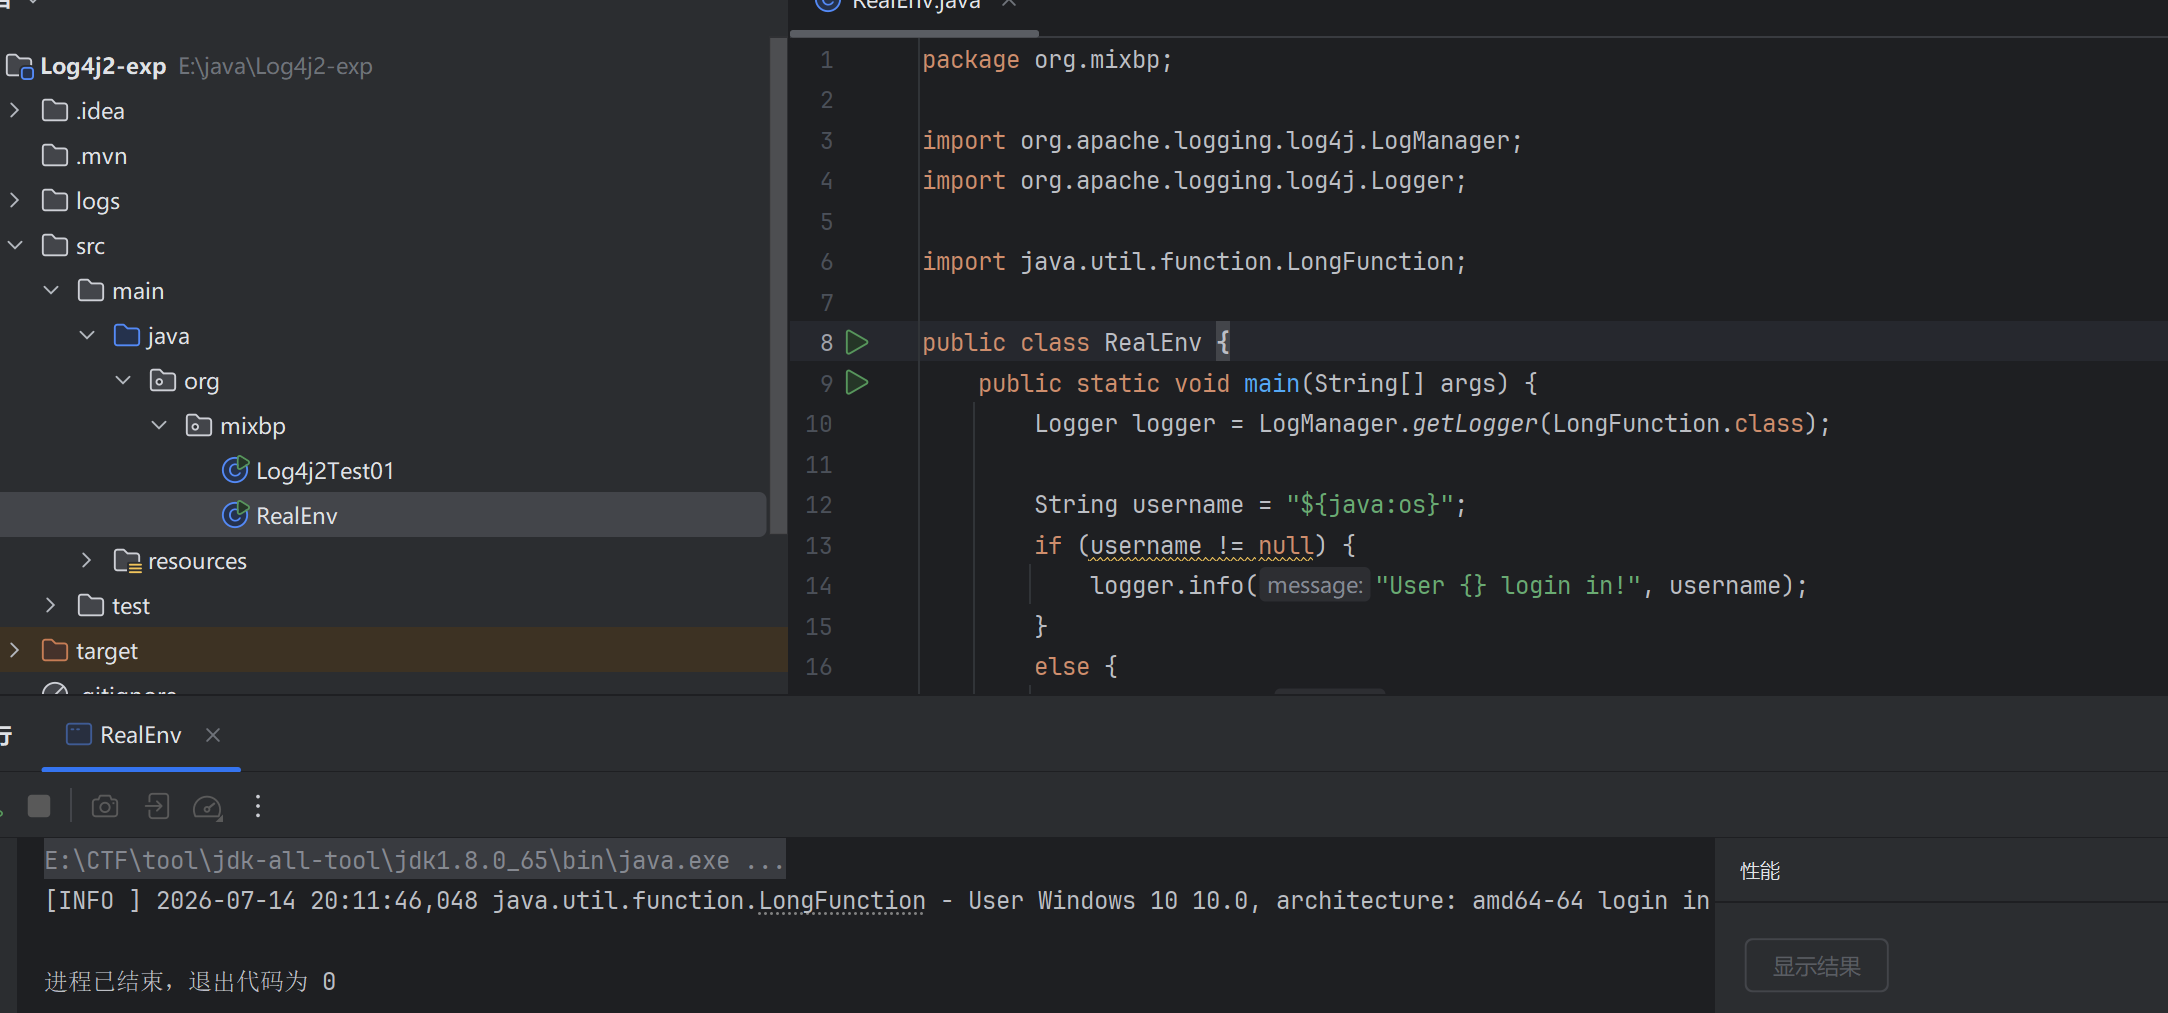 RealEnv.java
Log4j2-exp E:\java\Log4j2-exp
.idea
.mvn
logs
src
main
java
org
mixbp
Log4j2Test01
RealEnv
resources
test
target
.gitignore
1 package org.mixbp;
2
3 import org.apache.logging.log4j.LogManager;
4 import org.apache.logging.log4j.Logger;
5
6 import java.util.function.LongFunction;
7
8 public class RealEnv {
9 public static void main(String[] args) {
10 Logger logger = LogManager.getLogger(LongFunction.class);
11
12 String username = "${java:os}";
13 if (username != null) {
14 logger.info( message: "User {} login in!", username);
15 }
16 else {
行 RealEnv
E:\CTF\tool\jdk-all-tool\jdk1.8.0_65\bin\java.exe ...
[INFO ] 2026-07-14 20:11:46,048 java.util.function.LongFunction - User Windows 10 10.0, architecture: amd64-64 login in
进程已结束，退出代码为 0
性能
显示结果